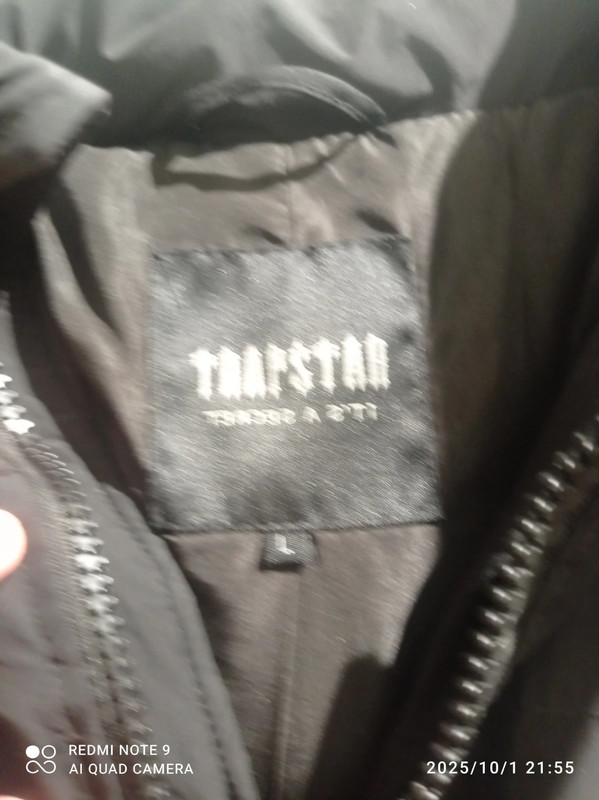 TRAPSTAR
IT'S A SECRET
L
REDMI NOTE 9
AI QUAD CAMERA
2025/10/1 21:55